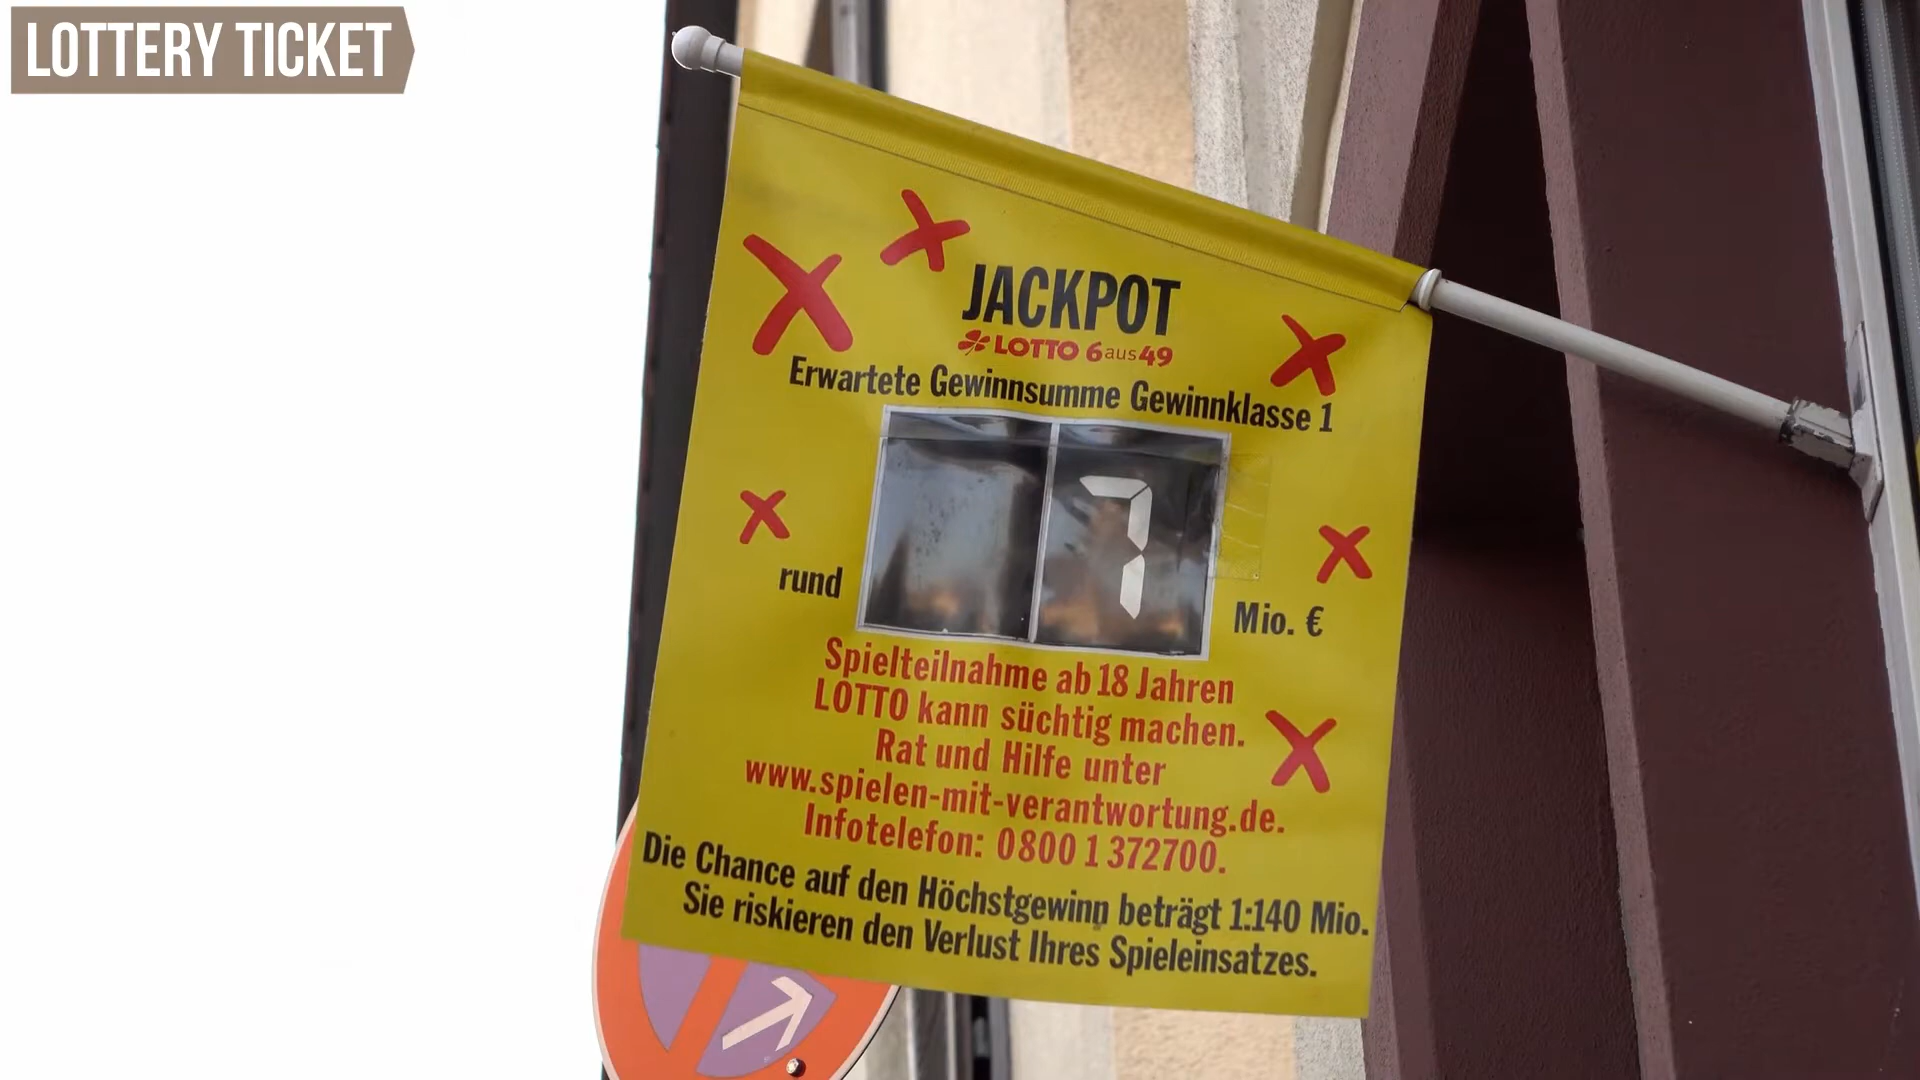 LOTTERY TICKET
JACKPOT
LOTTO 6aus49
Erwartete Gewinnsumme Gewinnklasse 1
7
rund
Mio. €
Spielteilnahme ab 18 Jahren
LOTTO kann süchtig machen.
Rat und Hilfe unter
www.spielen-mit-verantwortung.de.
Infotelefon: 0800 1 372700.
Die Chance auf den Höchstgewinn beträgt 1:140 Mio.
Sie riskieren den Verlust Ihres Spieleinsatzes.